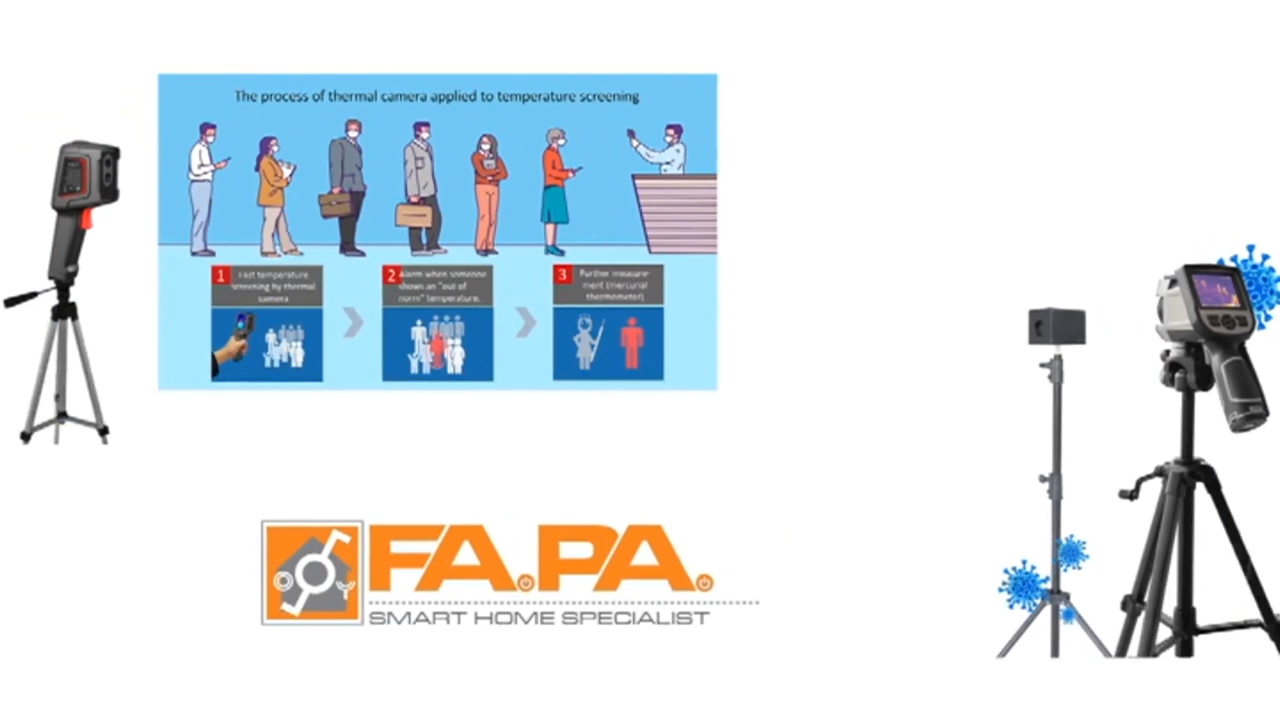 The process of thermal camera applied to temperature screening
1
Fast temperature
screening by thermal
camera
2
Alarm when someone
shows an "out of
norm" temperature.
3
Further measure-
ment (mercurial
thermometer)
FA.PA.
SMART HOME SPECIALIST